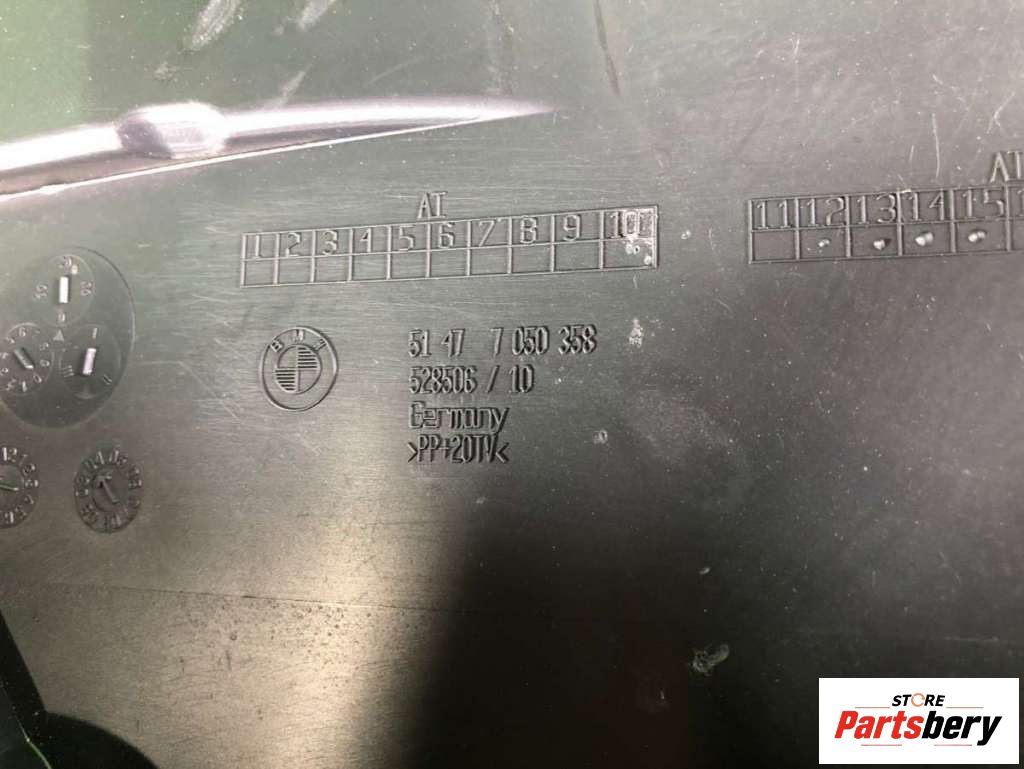 AI
1 2 3 4 5 6 7 8 9 10
AI
11 12 13 14 15
BMW
51 47 7 050 358
528506 / 10
Germany
>PP+20TV<
STORE
Partsbery